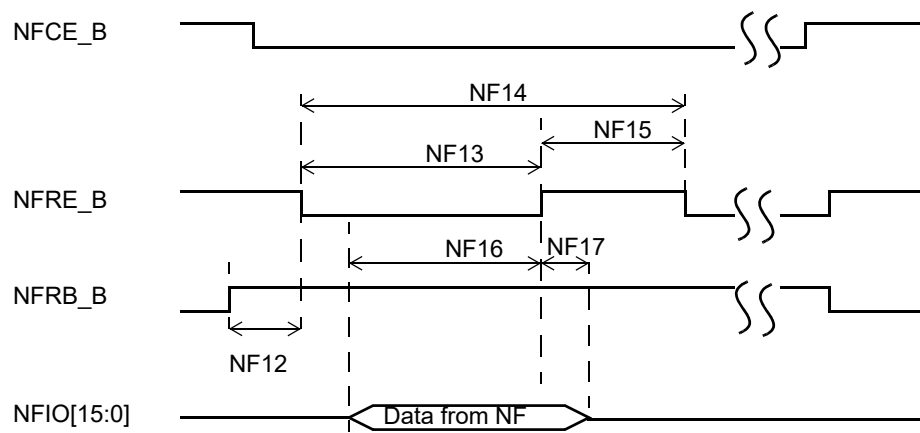 NFCE_B
NF14
NF15
NF13
NFRE_B
NF16
NF17
NFRB_B
NF12
NFIO[15:0]
Data from NF